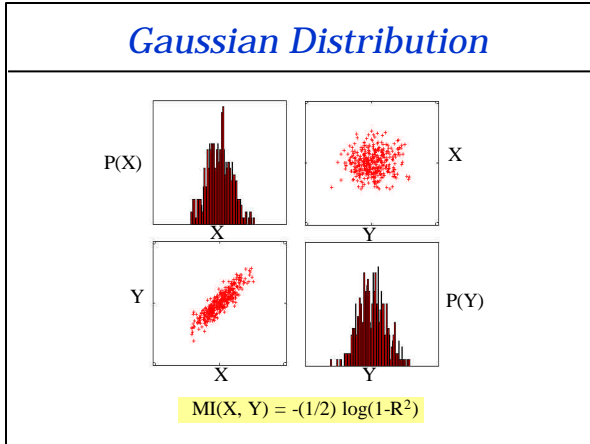 Gaussian Distribution
P(X)
X
X
Y
Y
X
P(Y)
Y
MI(X, Y) = -(1/2) log(1-R²)